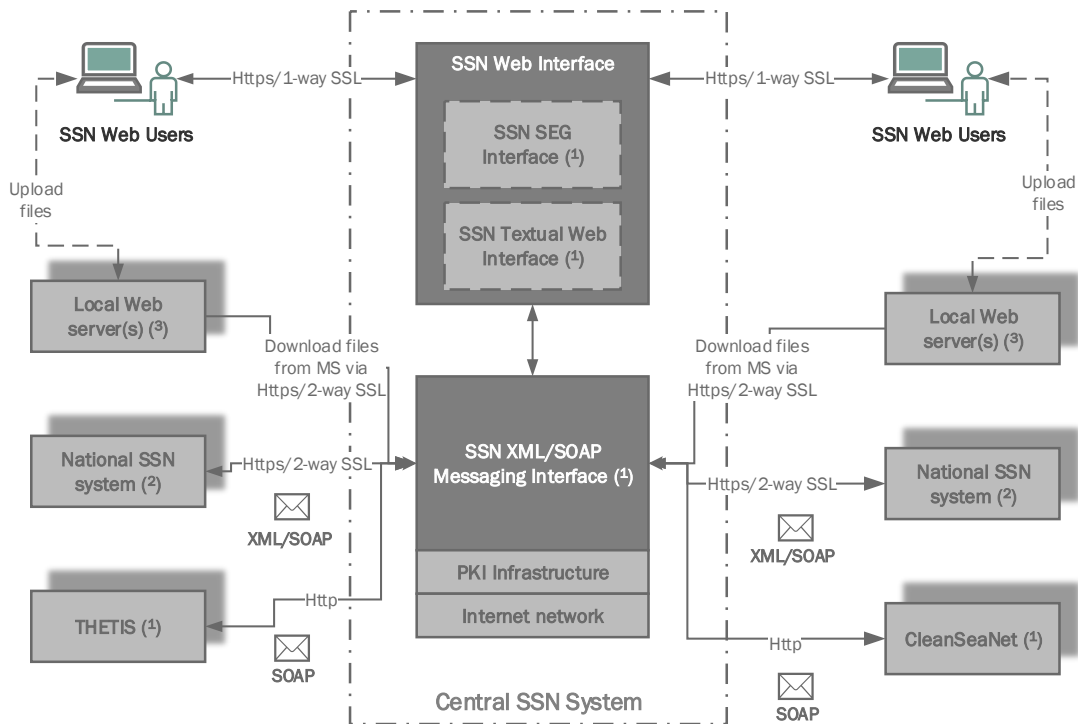 SSN Web Interface
Https/1-way SSL
Https/1-way SSL
SSN Web Users
SSN Web Users
SSN SEG
Interface (¹)
Upload
files
Upload
files
SSN Textual Web
Interface (¹)
Local Web
server(s) (³)
Local Web
server(s) (³)
Download files
from MS via
Https/2-way SSL
Download files
from MS via
Https/2-way SSL
SSN XML/SOAP
Messaging Interface (¹)
National SSN
system (²)
Https/2-way SSL
XML/SOAP
Https/2-way SSL
XML/SOAP
National SSN
system (²)
PKI Infrastructure
Internet network
THETIS (¹)
Http
SOAP
Http
SOAP
CleanSeaNet (¹)
Central SSN System